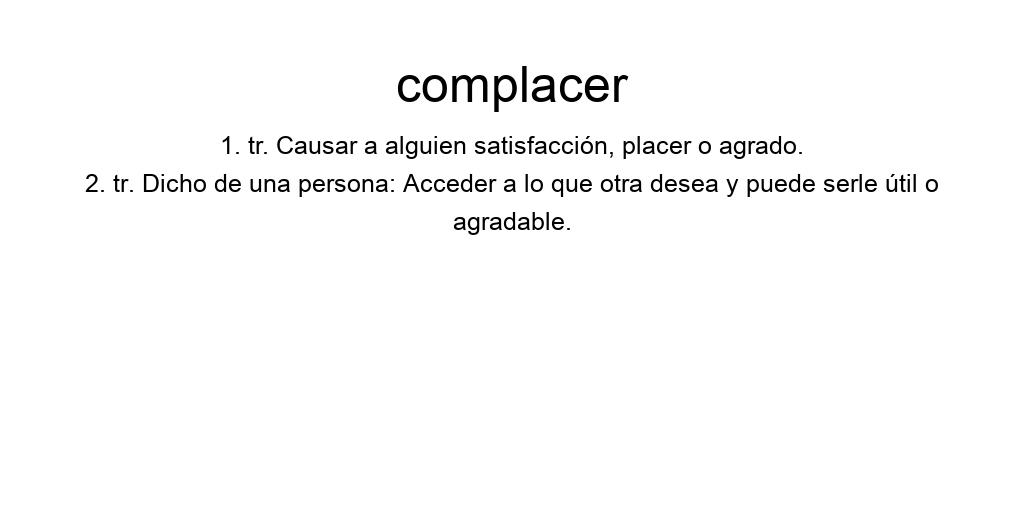 complacer
1. tr. Causar a alguien satisfacción, placer o agrado.
2. tr. Dicho de una persona: Acceder a lo que otra desea y puede serle útil o
agradable.